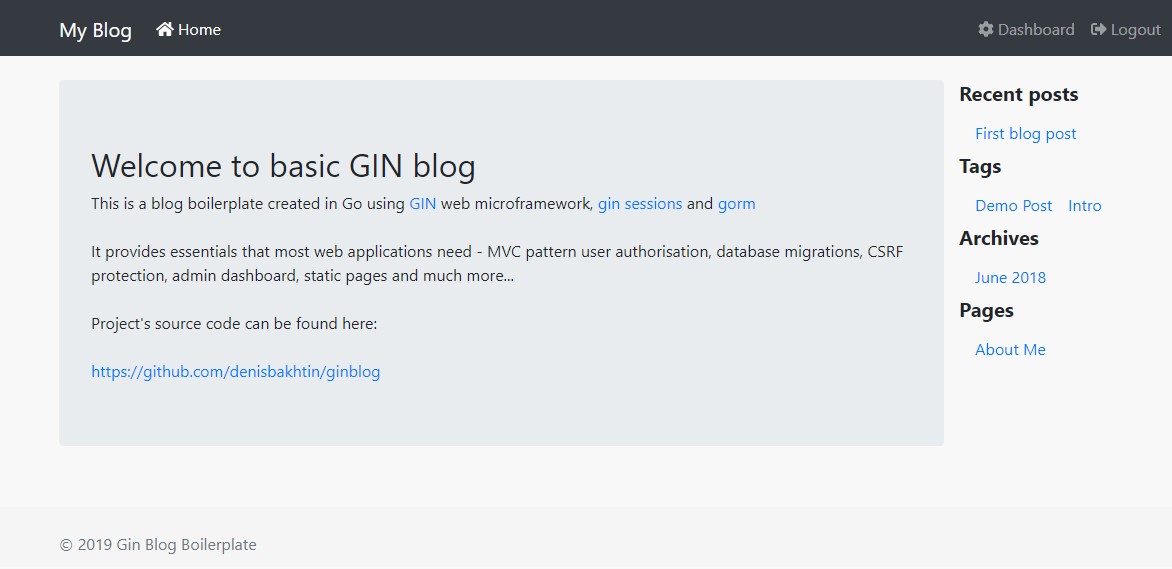 My Blog
Home
Dashboard
Logout
Welcome to basic GIN blog
This is a blog boilerplate created in Go using GIN web microframework, gin sessions and gorm
It provides essentials that most web applications need - MVC pattern user authorisation, database migrations, CSRF
protection, admin dashboard, static pages and much more...
Project's source code can be found here:
https://github.com/denisbakhtin/ginblog
Recent posts
First blog post
Tags
Demo Post Intro
Archives
June 2018
Pages
About Me
© 2019 Gin Blog Boilerplate